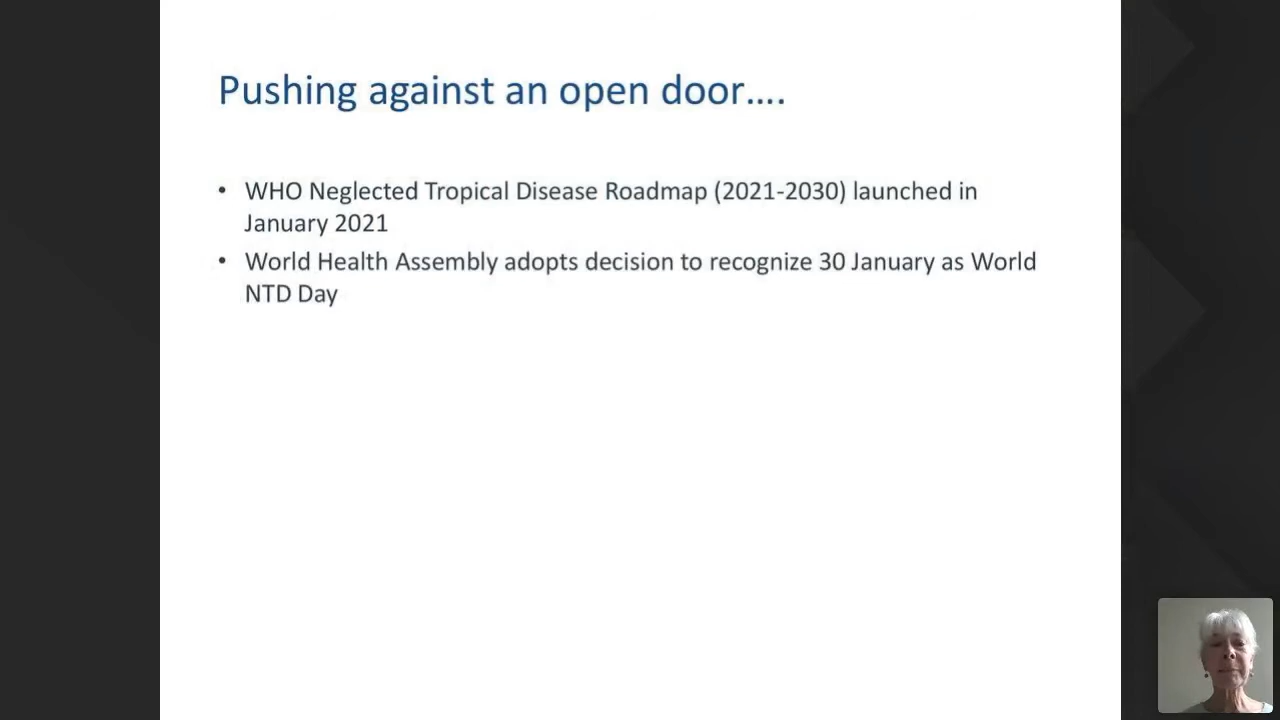 Pushing against an open door....
• WHO Neglected Tropical Disease Roadmap (2021-2030) launched in
January 2021
• World Health Assembly adopts decision to recognize 30 January as World
NTD Day